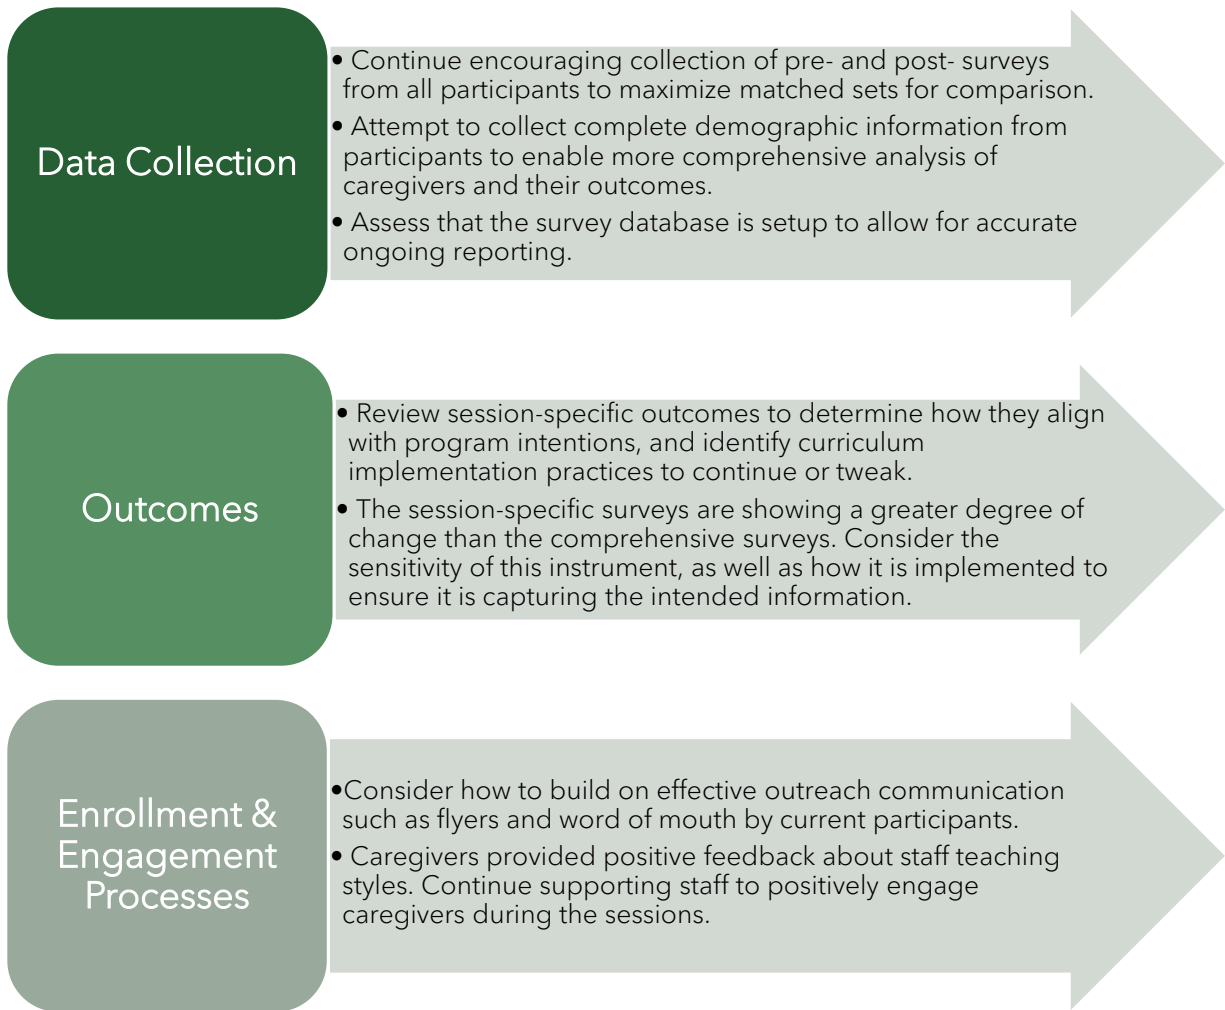 Data Collection
• Continue encouraging collection of pre- and post- surveys
from all participants to maximize matched sets for comparison.
• Attempt to collect complete demographic information from
participants to enable more comprehensive analysis of
caregivers and their outcomes.
• Assess that the survey database is setup to allow for accurate
ongoing reporting.
Outcomes
• Review session-specific outcomes to determine how they align
with program intentions, and identify curriculum
implementation practices to continue or tweak.
• The session-specific surveys are showing a greater degree of
change than the comprehensive surveys. Consider the
sensitivity of this instrument, as well as how it is implemented to
ensure it is capturing the intended information.
Enrollment &
Engagement
Processes
•Consider how to build on effective outreach communication
such as flyers and word of mouth by current participants.
• Caregivers provided positive feedback about staff teaching
styles. Continue supporting staff to positively engage
caregivers during the sessions.